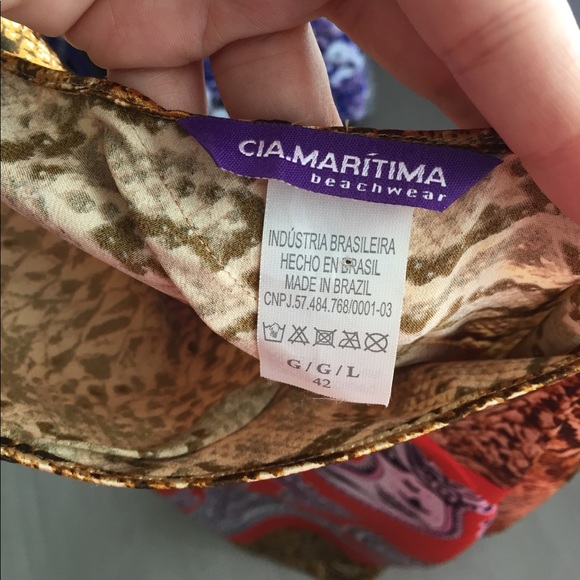 CIA.MARÍTIMA
beachwear
INDÚSTRIA BRASILEIRA
HECHO EN BRASIL
MADE IN BRAZIL
CNPJ.57.484.768/0001-03
G / G / L
42